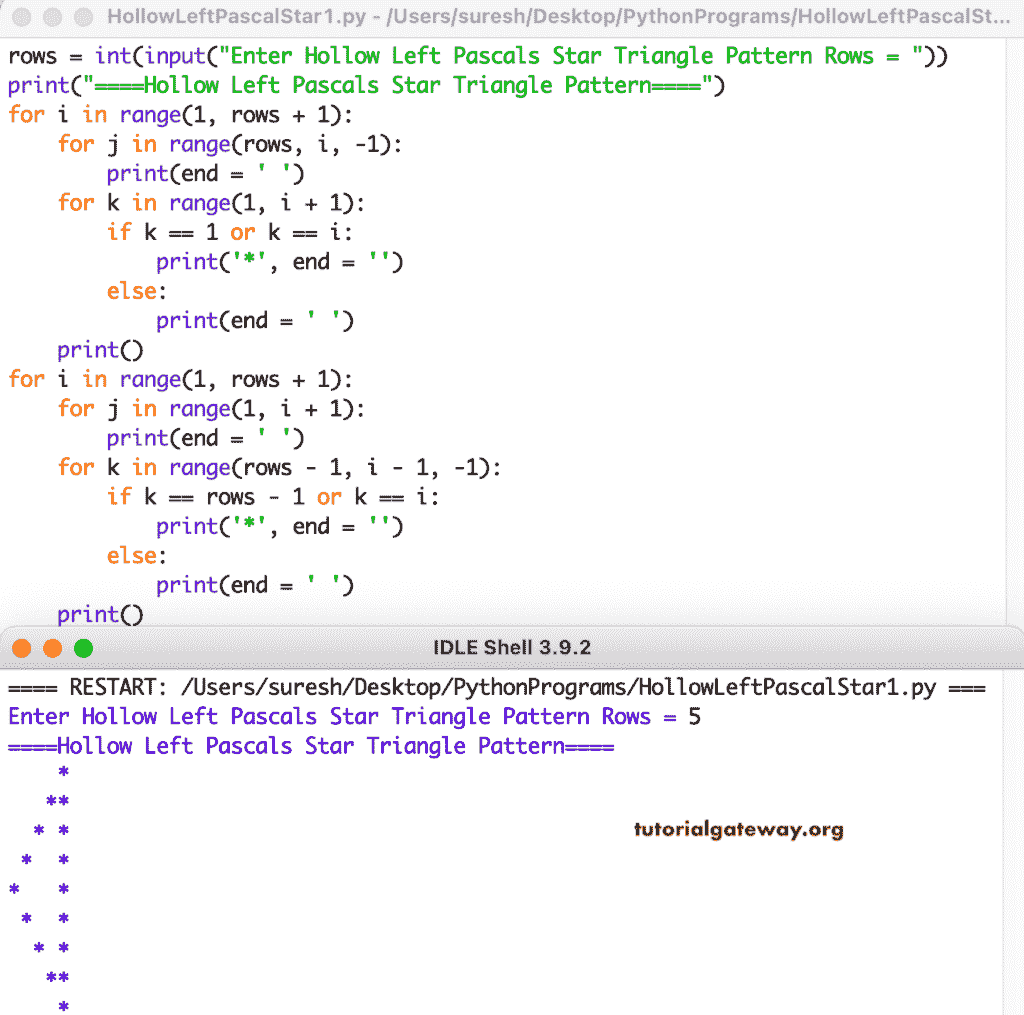 HollowLeftPascalStar1.py - /Users/suresh/Desktop/PythonPrograms/HollowLeftPascalSt...
rows = int(input("Enter Hollow Left Pascals Star Triangle Pattern Rows = "))
print("====Hollow Left Pascals Star Triangle Pattern====")
for i in range(1, rows + 1):
    for j in range(rows, i, -1):
        print(end = ' ')
    for k in range(1, i + 1):
        if k == 1 or k == i:
            print('*', end = '')
        else:
            print(end = ' ')
    print()
for i in range(1, rows + 1):
    for j in range(1, i + 1):
        print(end = ' ')
    for k in range(rows - 1, i - 1, -1):
        if k == rows - 1 or k == i:
            print('*', end = '')
        else:
            print(end = ' ')
    print()
IDLE Shell 3.9.2
==== RESTART: /Users/suresh/Desktop/PythonPrograms/HollowLeftPascalStar1.py ===
Enter Hollow Left Pascals Star Triangle Pattern Rows = 5
====Hollow Left Pascals Star Triangle Pattern====
    *
   **
  * *
 *  *
*   *
 *  *
  * *
   **
    *
tutorialgateway.org